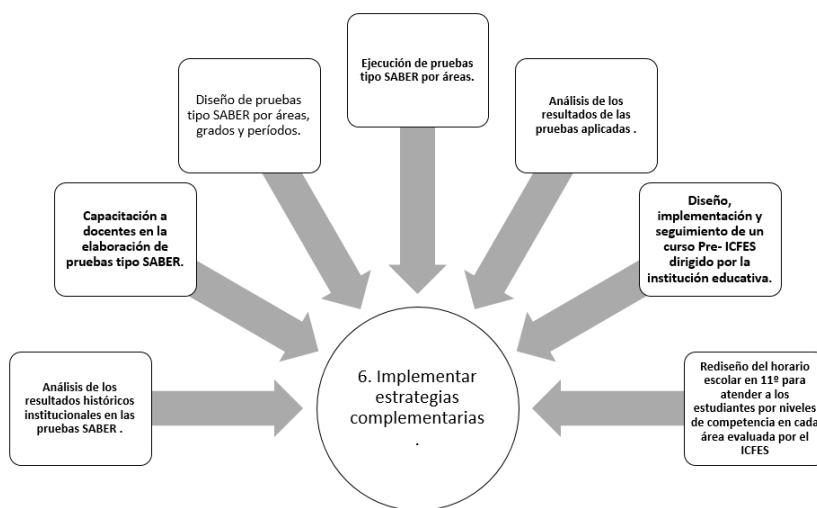 Ejecución de pruebas
tipo SABER por áreas.
Diseño de pruebas
tipo SABER por áreas,
grados y períodos.
Análisis de los
resultados de las
pruebas aplicadas .
Capacitación a
docentes en la
elaboración de
pruebas tipo SABER.
Diseño,
implementación y
seguimiento de un
curso Pre- ICFES
dirigido por la
institución educativa.
Análisis de los
resultados históricos
institucionales en las
pruebas SABER .
6. Implementar
estrategias
complementarias
.
Rediseño del horario
escolar en 11º para
atender a los
estudiantes por niveles
de competencia en cada
área evaluada por el
ICFES